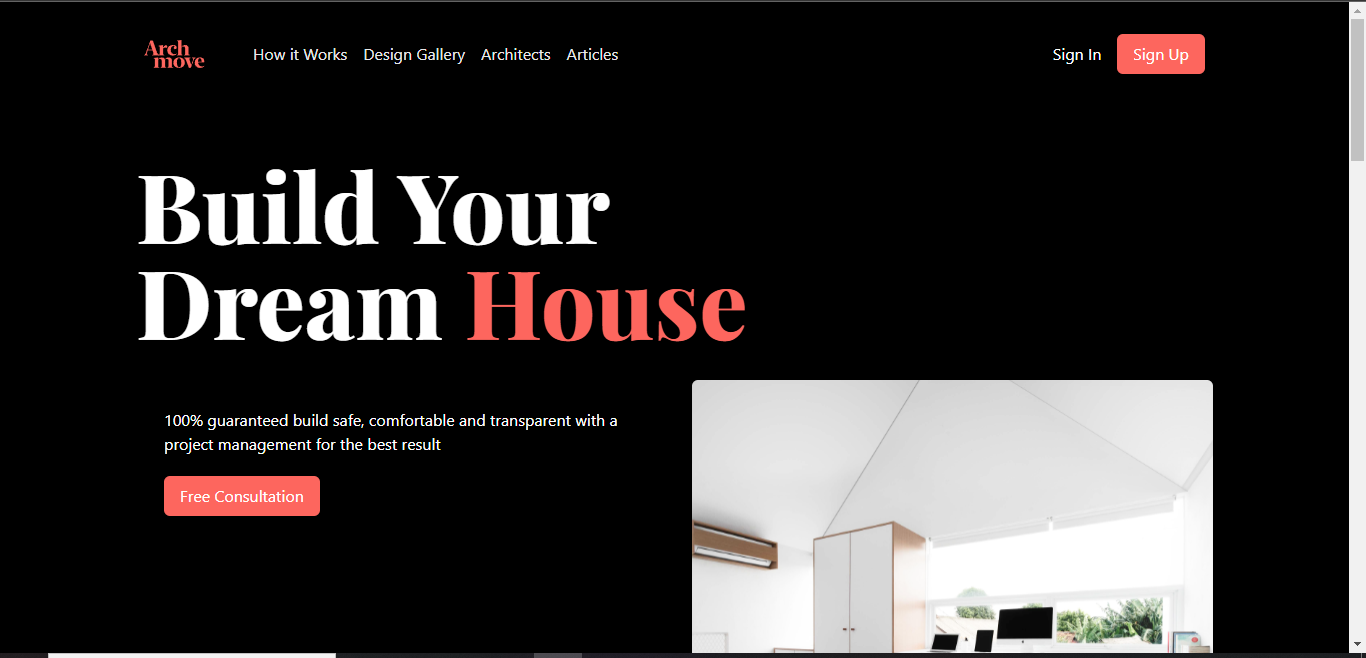 Arch
move
How it Works Design Gallery Architects Articles
Sign In Sign Up
Build Your
Dream House
100% guaranteed build safe, comfortable and transparent with a
project management for the best result
Free Consultation